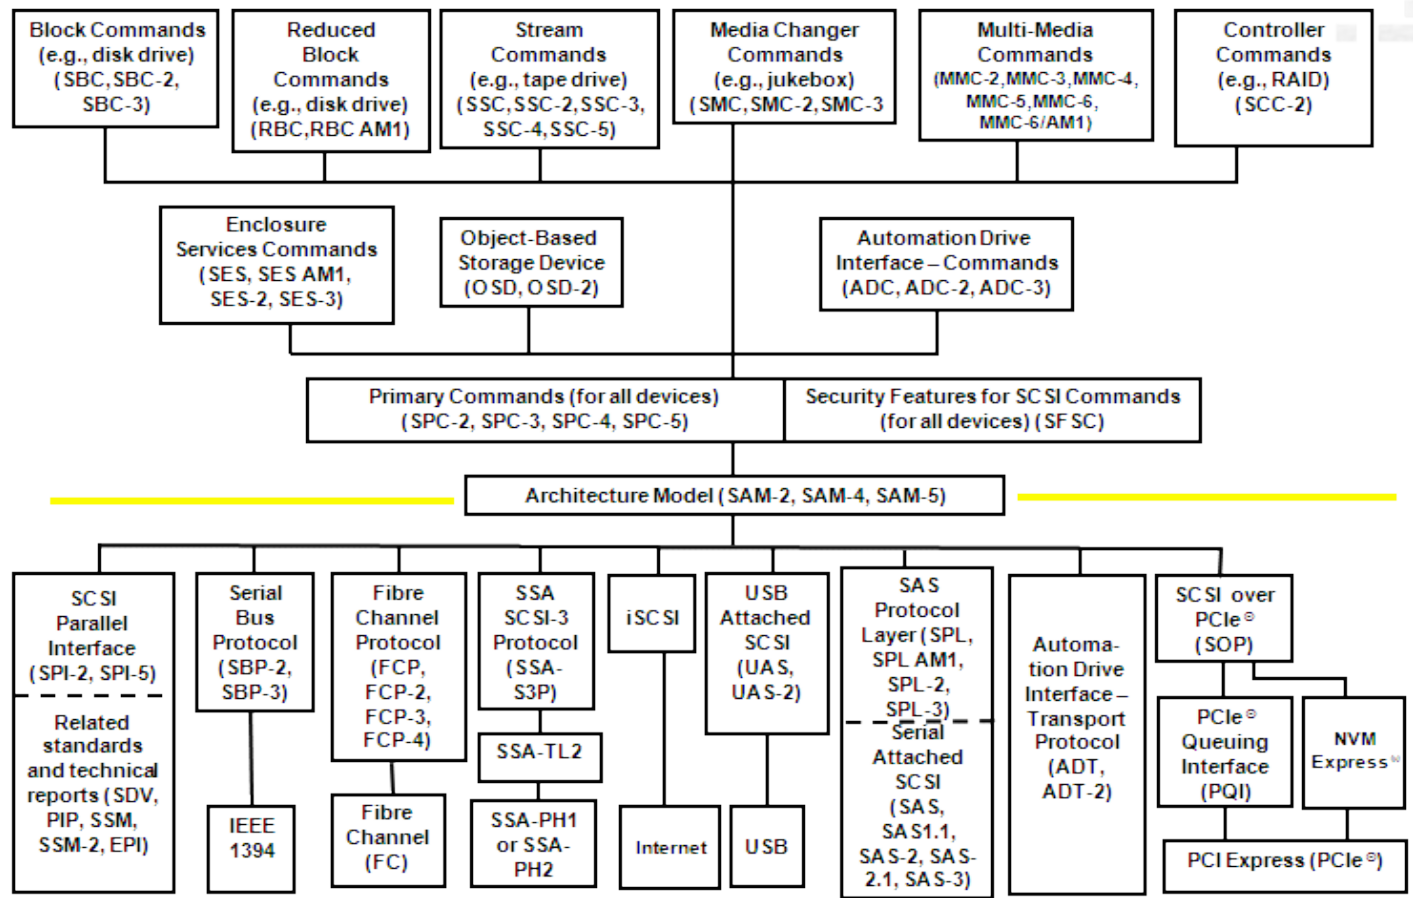 Block Commands
(e.g., disk drive)
(SBC, SBC-2,
SBC-3)
Reduced
Block
Commands
(e.g., disk drive)
(RBC, RBC AM1)
Stream
Commands
(e.g., tape drive)
(SSC, SSC-2, SSC-3,
SSC-4, SSC-5)
Media Changer
Commands
(e.g., jukebox)
(SMC, SMC-2, SMC-3
Multi-Media
Commands
(MMC-2, MMC-3, MMC-4,
MMC-5, MMC-6,
MMC-6/AM1)
Controller
Commands
(e.g., RAID)
(SCC-2)
Enclosure
Services Commands
(SES, SES AM1,
SES-2, SES-3)
Object-Based
Storage Device
(OSD, OSD-2)
Automation Drive
Interface – Commands
(ADC, ADC-2, ADC-3)
Primary Commands (for all devices)
(SPC-2, SPC-3, SPC-4, SPC-5)
Security Features for SCSI Commands
(for all devices) (SFSC)
Architecture Model (SAM-2, SAM-4, SAM-5)
SCSI
Parallel
Interface
(SPI-2, SPI-5)
Related
standards
and technical
reports (SDV,
PIP, SSM,
SSM-2, EPI)
Serial
Bus
Protocol
(SBP-2,
SBP-3)
IEEE
1394
Fibre
Channel
Protocol
(FCP,
FCP-2,
FCP-3,
FCP-4)
Fibre
Channel
(FC)
SSA
SCSI-3
Protocol
(SSA-
S3P)
SSA-TL2
SSA-PH1
or SSA-
PH2
iSCSI
Internet
USB
Attached
SCSI
(UAS,
UAS-2)
USB
SAS
Protocol
Layer (SPL,
SPL AM1,
SPL-2,
SPL-3)
Serial
Attached
SCSI
(SAS,
SAS1.1,
SAS-2, SAS-
2.1, SAS-3)
Automa-
tion Drive
Interface –
Transport
Protocol
(ADT,
ADT-2)
SCSI over
PCIe®
(SOP)
PCIe®
Queuing
Interface
(PQI)
NVM
Express
PCI Express (PCIe®)